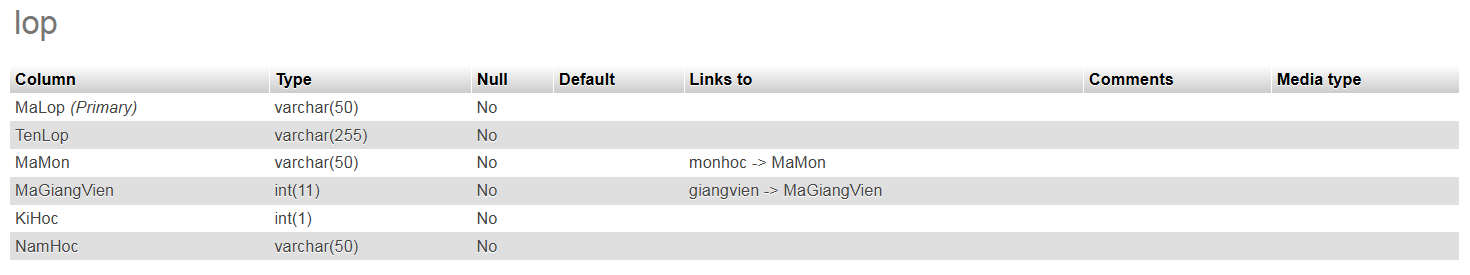 lop
Column Type Null Default Links to Comments Media type
MaLop (Primary) varchar(50) No
TenLop varchar(255) No
MaMon varchar(50) No monhoc -> MaMon
MaGiangVien int(11) No giangvien -> MaGiangVien
KiHoc int(1) No
NamHoc varchar(50) No